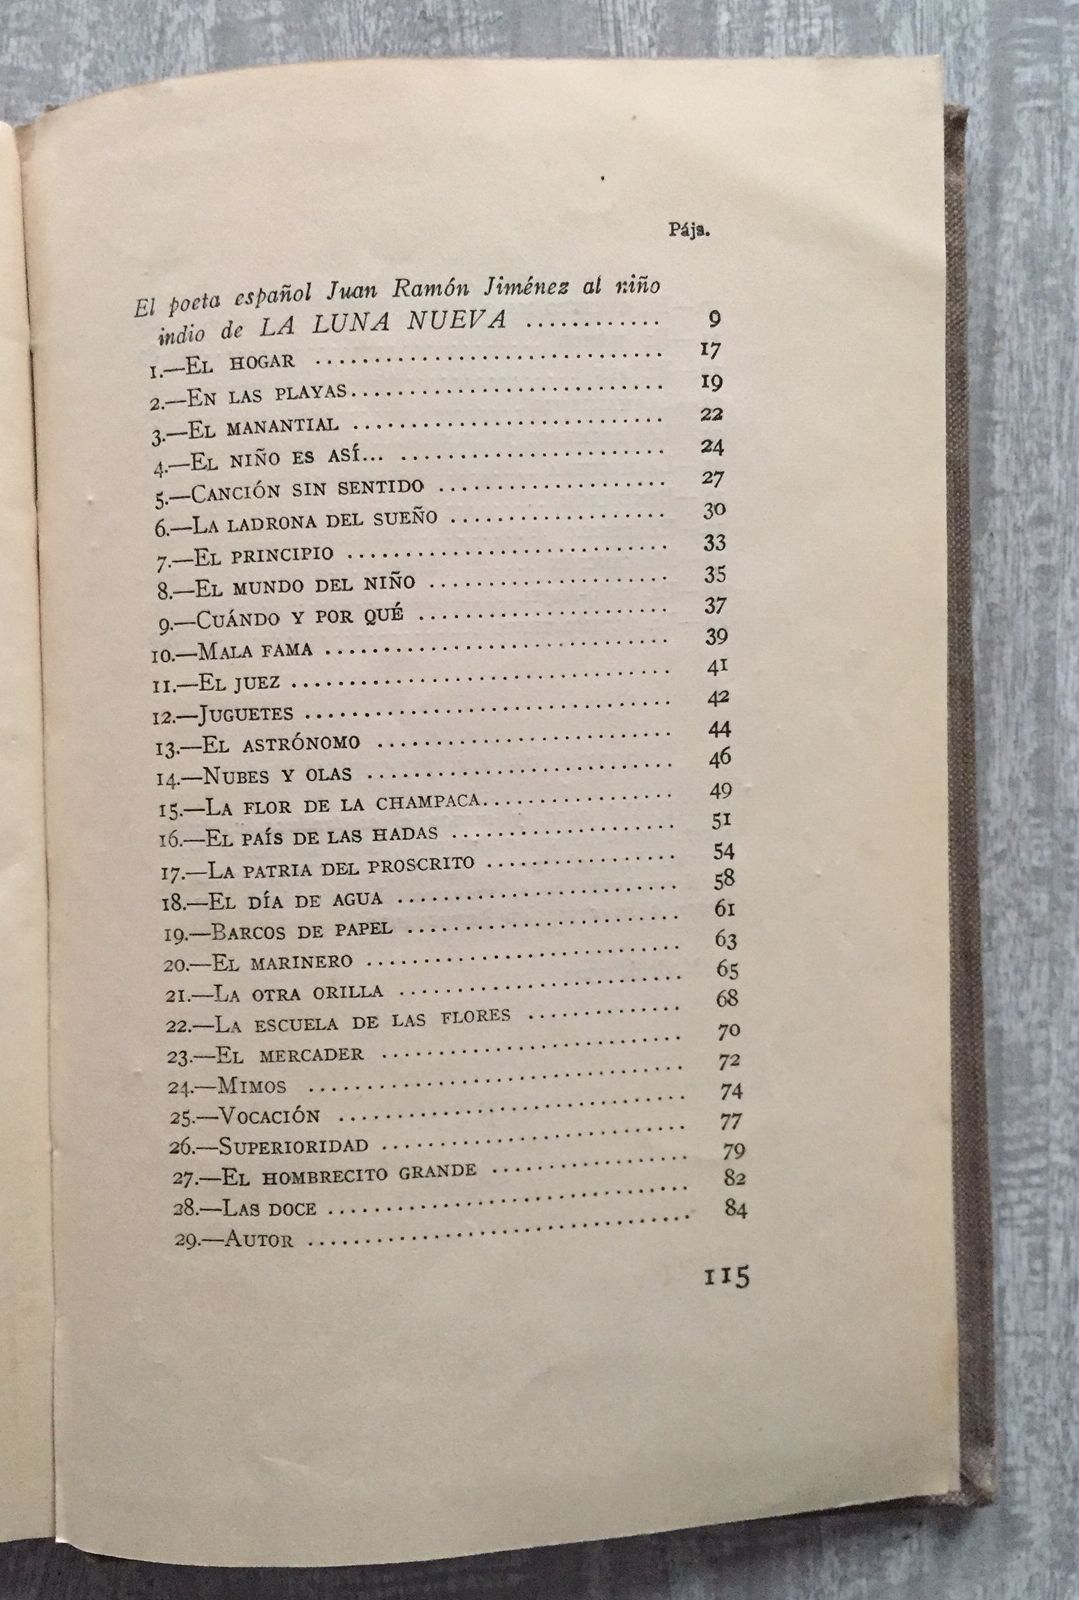 Pájs.
El poeta español Juan Ramón Jiménez al niño
indio de LA LUNA NUEVA ............ 9
1.—El hogar ................................ 17
2.—En las playas............................. 19
3.—El manantial ............................. 22
4.—El niño es así... ........................ 24
5.—Canción sin sentido ..................... 27
6.—La ladrona del sueño .................... 30
7.—El principio ............................. 33
8.—El mundo del niño ...................... 35
9.—Cuándo y por qué ....................... 37
10.—Mala fama ................................ 39
11.—El juez ................................... 41
12.—Juguetes .................................. 42
13.—El astrónomo ........................... 44
14.—Nubes y olas ............................ 46
15.—La flor de la champaca.................. 49
16.—El país de las hadas ..................... 51
17.—La patria del proscrito .................. 54
18.—El día de agua .......................... 58
19.—Barcos de papel ......................... 61
20.—El marinero ............................. 63
21.—La otra orilla .......................... 65
22.—La escuela de las flores ............... 68
23.—El mercader ............................ 70
24.—Mimos ................................... 72
25.—Vocación ................................ 74
26.—Superioridad ............................ 77
27.—El hombrecito grande .................. 79
28.—Las doce ................................. 82
29.—Autor .................................... 84
115